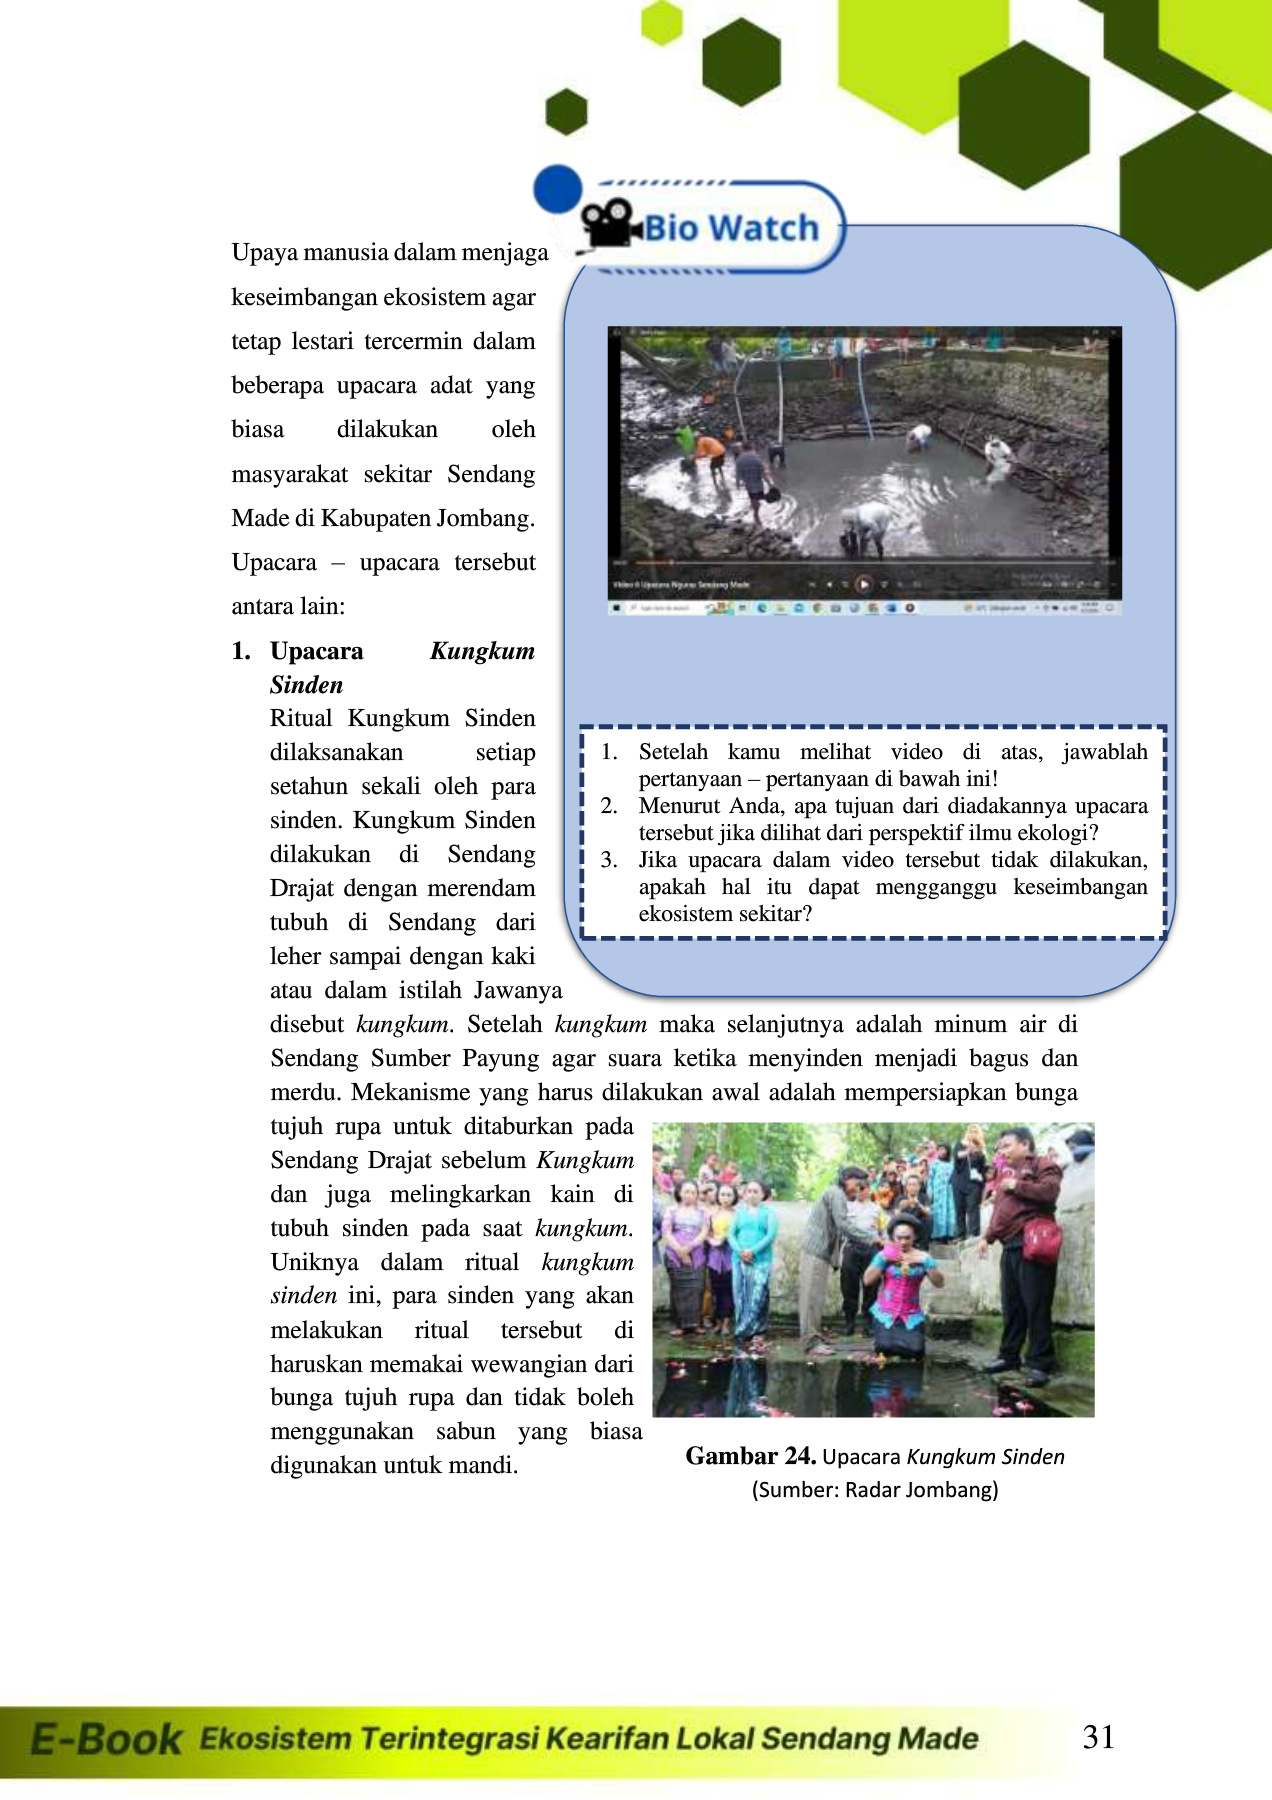 Bio Watch
Upaya manusia dalam menjaga
keseimbangan ekosistem agar
tetap lestari tercermin dalam
beberapa upacara adat yang
biasa dilakukan oleh
masyarakat sekitar Sendang
Made di Kabupaten Jombang.
Upacara – upacara tersebut
antara lain:
1. Upacara Kungkum
Sinden
Ritual Kungkum Sinden
dilaksanakan setiap
setahun sekali oleh para
sinden. Kungkum Sinden
dilakukan di Sendang
Drajat dengan merendam
tubuh di Sendang dari
leher sampai dengan kaki
atau dalam istilah Jawanya
disebut kungkum. Setelah kungkum maka selanjutnya adalah minum air di
Sendang Sumber Payung agar suara ketika menyinden menjadi bagus dan
merdu. Mekanisme yang harus dilakukan awal adalah mempersiapkan bunga
tujuh rupa untuk ditaburkan pada
Sendang Drajat sebelum Kungkum
dan juga melingkarkan kain di
tubuh sinden pada saat kungkum.
Uniknya dalam ritual kungkum
sinden ini, para sinden yang akan
melakukan ritual tersebut di
haruskan memakai wewangian dari
bunga tujuh rupa dan tidak boleh
menggunakan sabun yang biasa
digunakan untuk mandi.
Video 6 Upacara Nguras Sendang Made
1. Setelah kamu melihat video di atas, jawablah
pertanyaan – pertanyaan di bawah ini!
2. Menurut Anda, apa tujuan dari diadakannya upacara
tersebut jika dilihat dari perspektif ilmu ekologi?
3. Jika upacara dalam video tersebut tidak dilakukan,
apakah hal itu dapat mengganggu keseimbangan
ekosistem sekitar?
Gambar 24. Upacara Kungkum Sinden
(Sumber: Radar Jombang)
E-Book Ekosistem Terintegrasi Kearifan Lokal Sendang Made
31